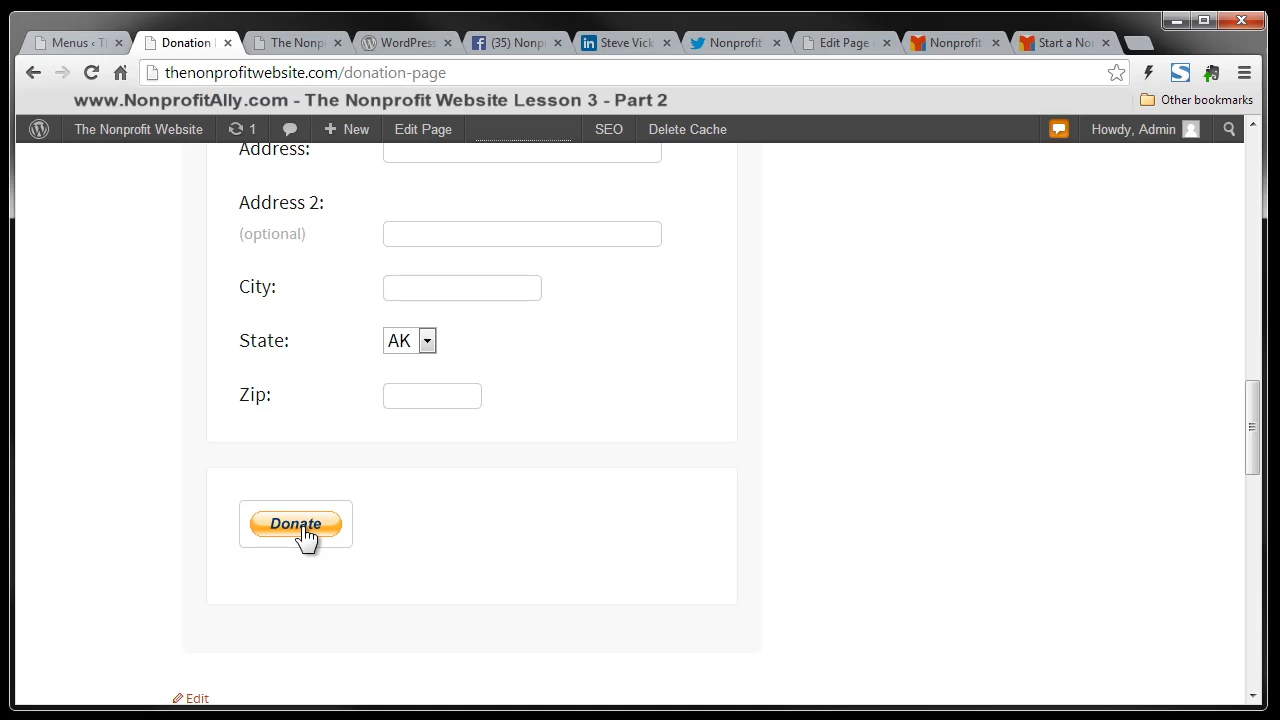 Menus ‹ T
Donation
The Nonp
WordPress
(35) Nonp
Steve Vick
Nonprofit
Edit Page ‹
Nonprofit
Start a No
thenonprofitwebsite.com/donation-page
www.NonprofitAlly.com - The Nonprofit Website Lesson 3 - Part 2
Other bookmarks
The Nonprofit Website
1
New
Edit Page
SEO
Delete Cache
Howdy, Admin
Address:
Address 2:
(optional)
City:
State:
AK
Zip:
Donate
Edit